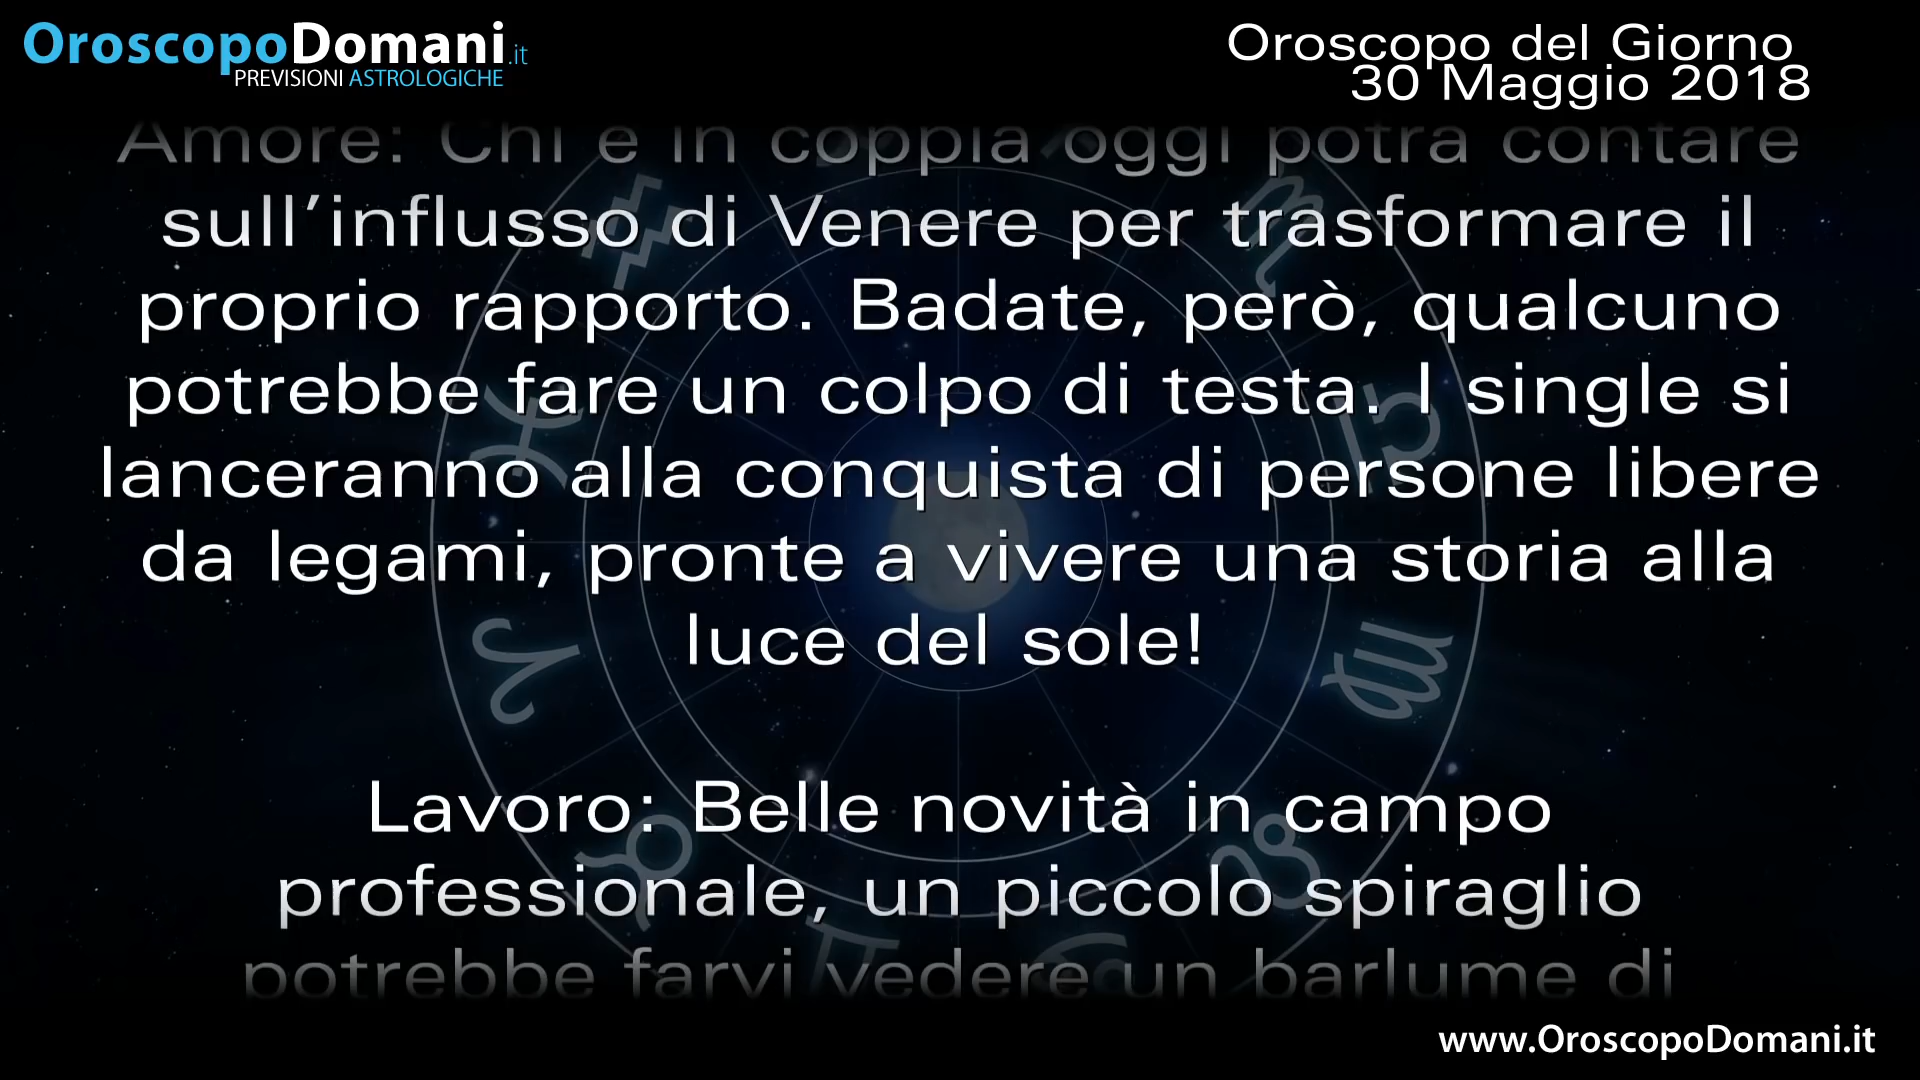 OroscopoDomani.it
PREVISIONI ASTROLOGICHE
Oroscopo del Giorno
30 Maggio 2018
Amore: Chi è in coppia oggi potrà contare
sull’influsso di Venere per trasformare il
proprio rapporto. Badate, però, qualcuno
potrebbe fare un colpo di testa. I single si
lanceranno alla conquista di persone libere
da legami, pronte a vivere una storia alla
luce del sole!
Lavoro: Belle novità in campo
professionale, un piccolo spiraglio
potrebbe farvi vedere un barlume di
www.OroscopoDomani.it